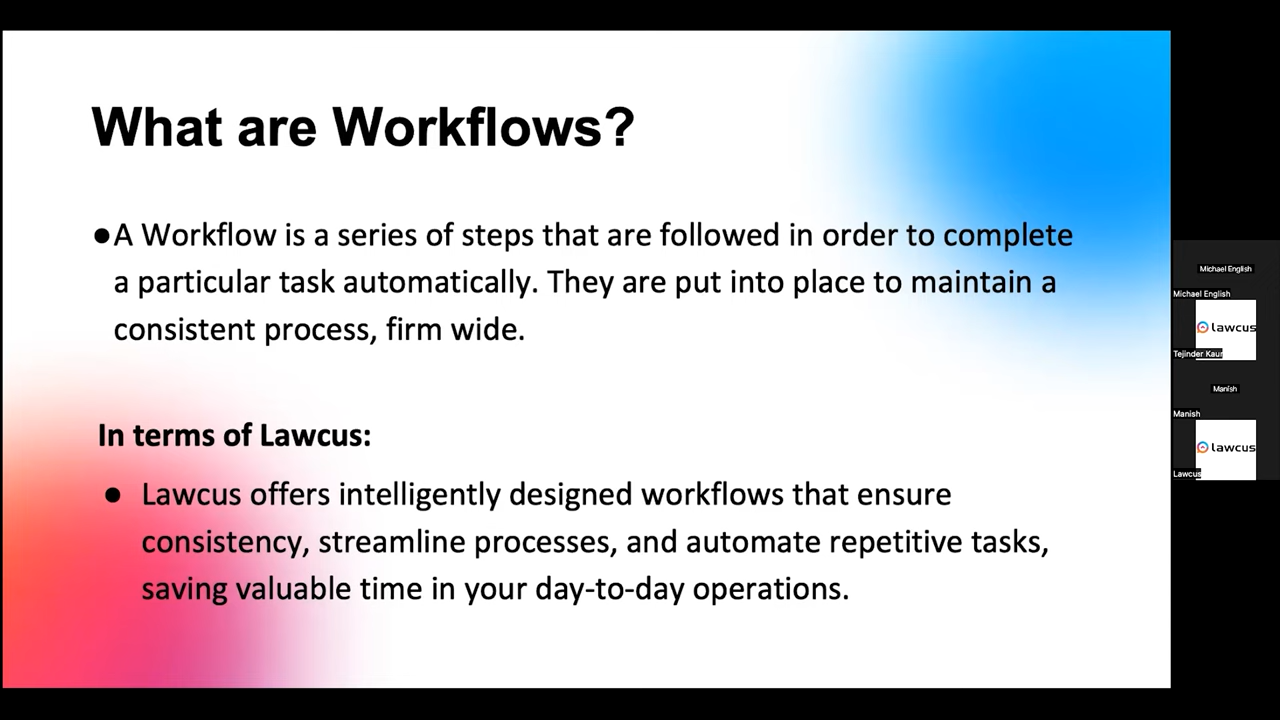 What are Workflows?
●A Workflow is a series of steps that are followed in order to complete
a particular task automatically. They are put into place to maintain a
consistent process, firm wide.
In terms of Lawcus:
● Lawcus offers intelligently designed workflows that ensure
consistency, streamline processes, and automate repetitive tasks,
saving valuable time in your day-to-day operations.
Michael English
Michael English
lawcus
Tejinder Kaur
Manish
Manish
lawcus
Lawcus